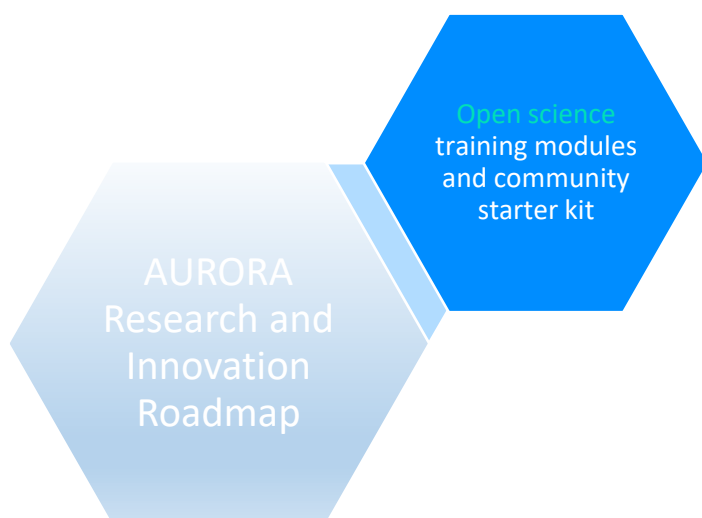 Open science
training modules
and community
starter kit
AURORA
Research and
Innovation
Roadmap